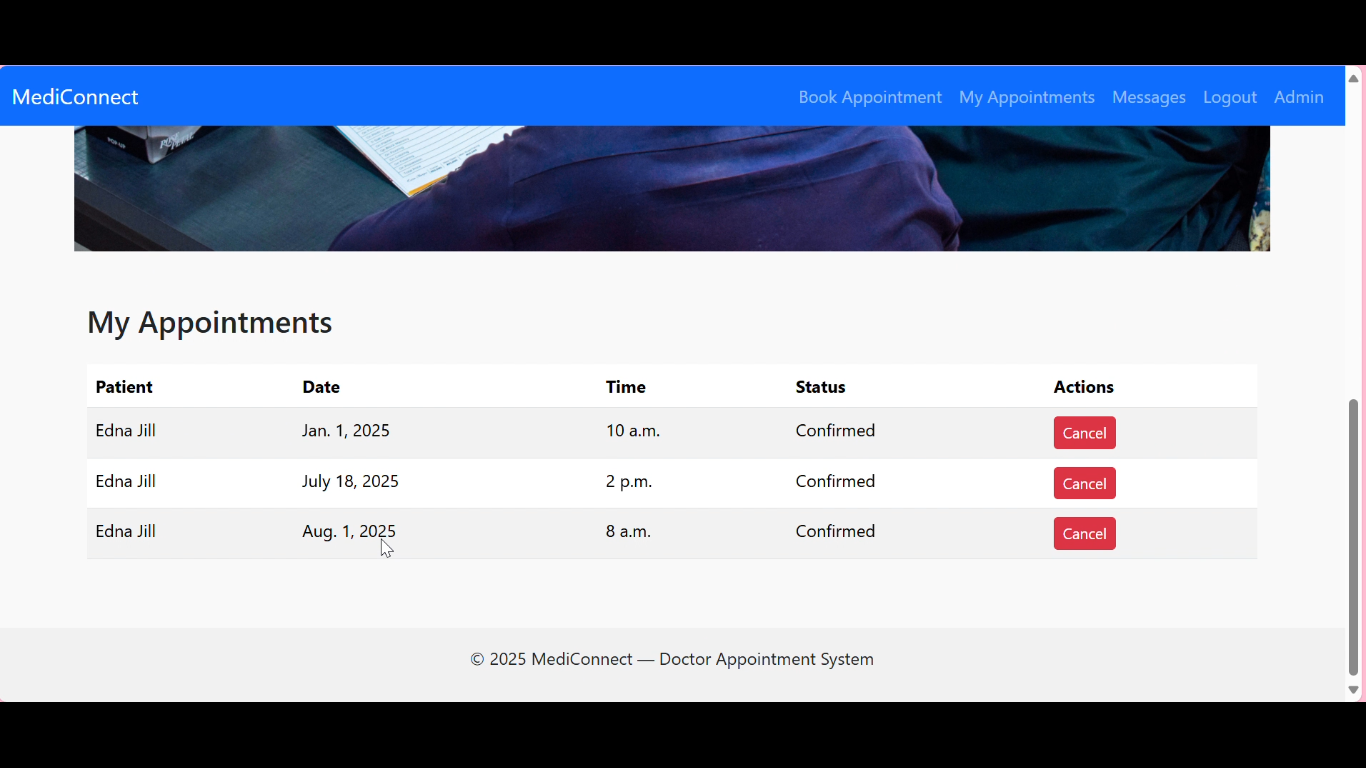 MediConnect Book Appointment My Appointments Messages Logout Admin
POP-UP
My Appointments
Patient Date Time Status Actions
Edna Jill Jan. 1, 2025 10 a.m. Confirmed Cancel
Edna Jill July 18, 2025 2 p.m. Confirmed Cancel
Edna Jill Aug. 1, 2025 8 a.m. Confirmed Cancel
© 2025 MediConnect — Doctor Appointment System